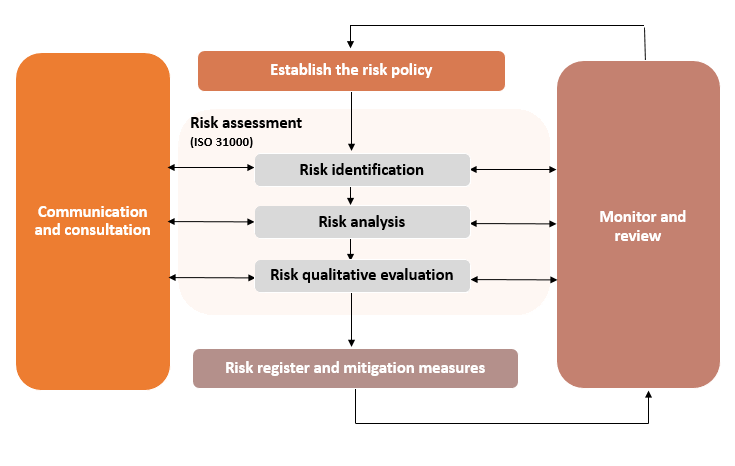 Establish the risk policy
Risk assessment
(ISO 31000)
Risk identification
Communication
and consultation
Risk analysis
Monitor and
review
Risk qualitative evaluation
Risk register and mitigation measures